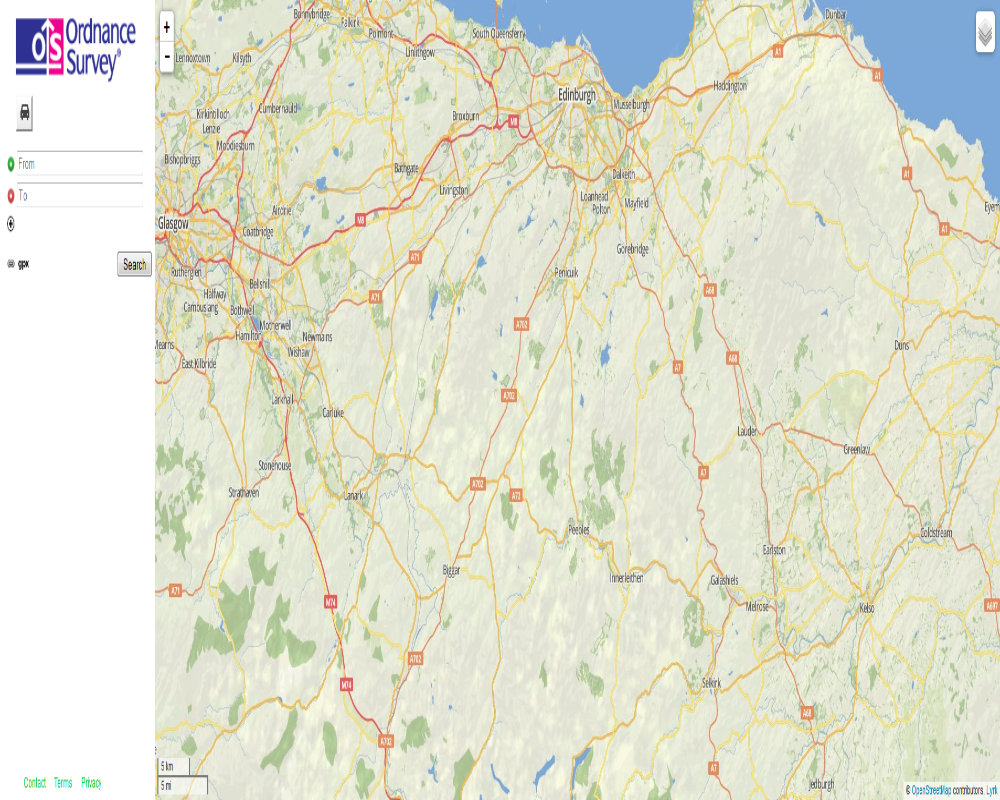 Ordnance
Survey®
OS
From
To
gpx
Search
Contact Terms Privacy
+
-
Bonnybridge
Falkirk
Polmont
Linlithgow
South Queensferry
Dunbar
A1
Lennoxtown
Kilsyth
A1
Haddington
Edinburgh
Musselburgh
Cumbernauld
Kirkintilloch
Lenzie
Broxburn
M8
Moodiesburn
Bishopbriggs
Bathgate
Dalkeith
A1
Livingston
Loanhead
Polton
Mayfield
Airdrie
M8
Eyem
Glasgow
Coatbridge
A1
Gorebridge
A71
Rutherglen
Penicuik
Bellshill
Halfway
A71
A68
Cambuslang
Bothwell
Motherwell
A702
Hamilton
Newmains
Mearns
Wishaw
Duns
East Kilbride
A68
A7
Larkhall
A702
Carluke
Lauder
Greenlaw
Stonehouse
A7
Strathaven
Lanark
A702
A72
Peebles
Coldstream
Earlston
Biggar
Innerleithen
Galashiels
A71
M74
Melrose
Kelso
A697
A702
Selkirk
M74
A68
A702
A7
Jedburgh
5 km
5 mi
© OpenStreetMap contributors, Lyrk